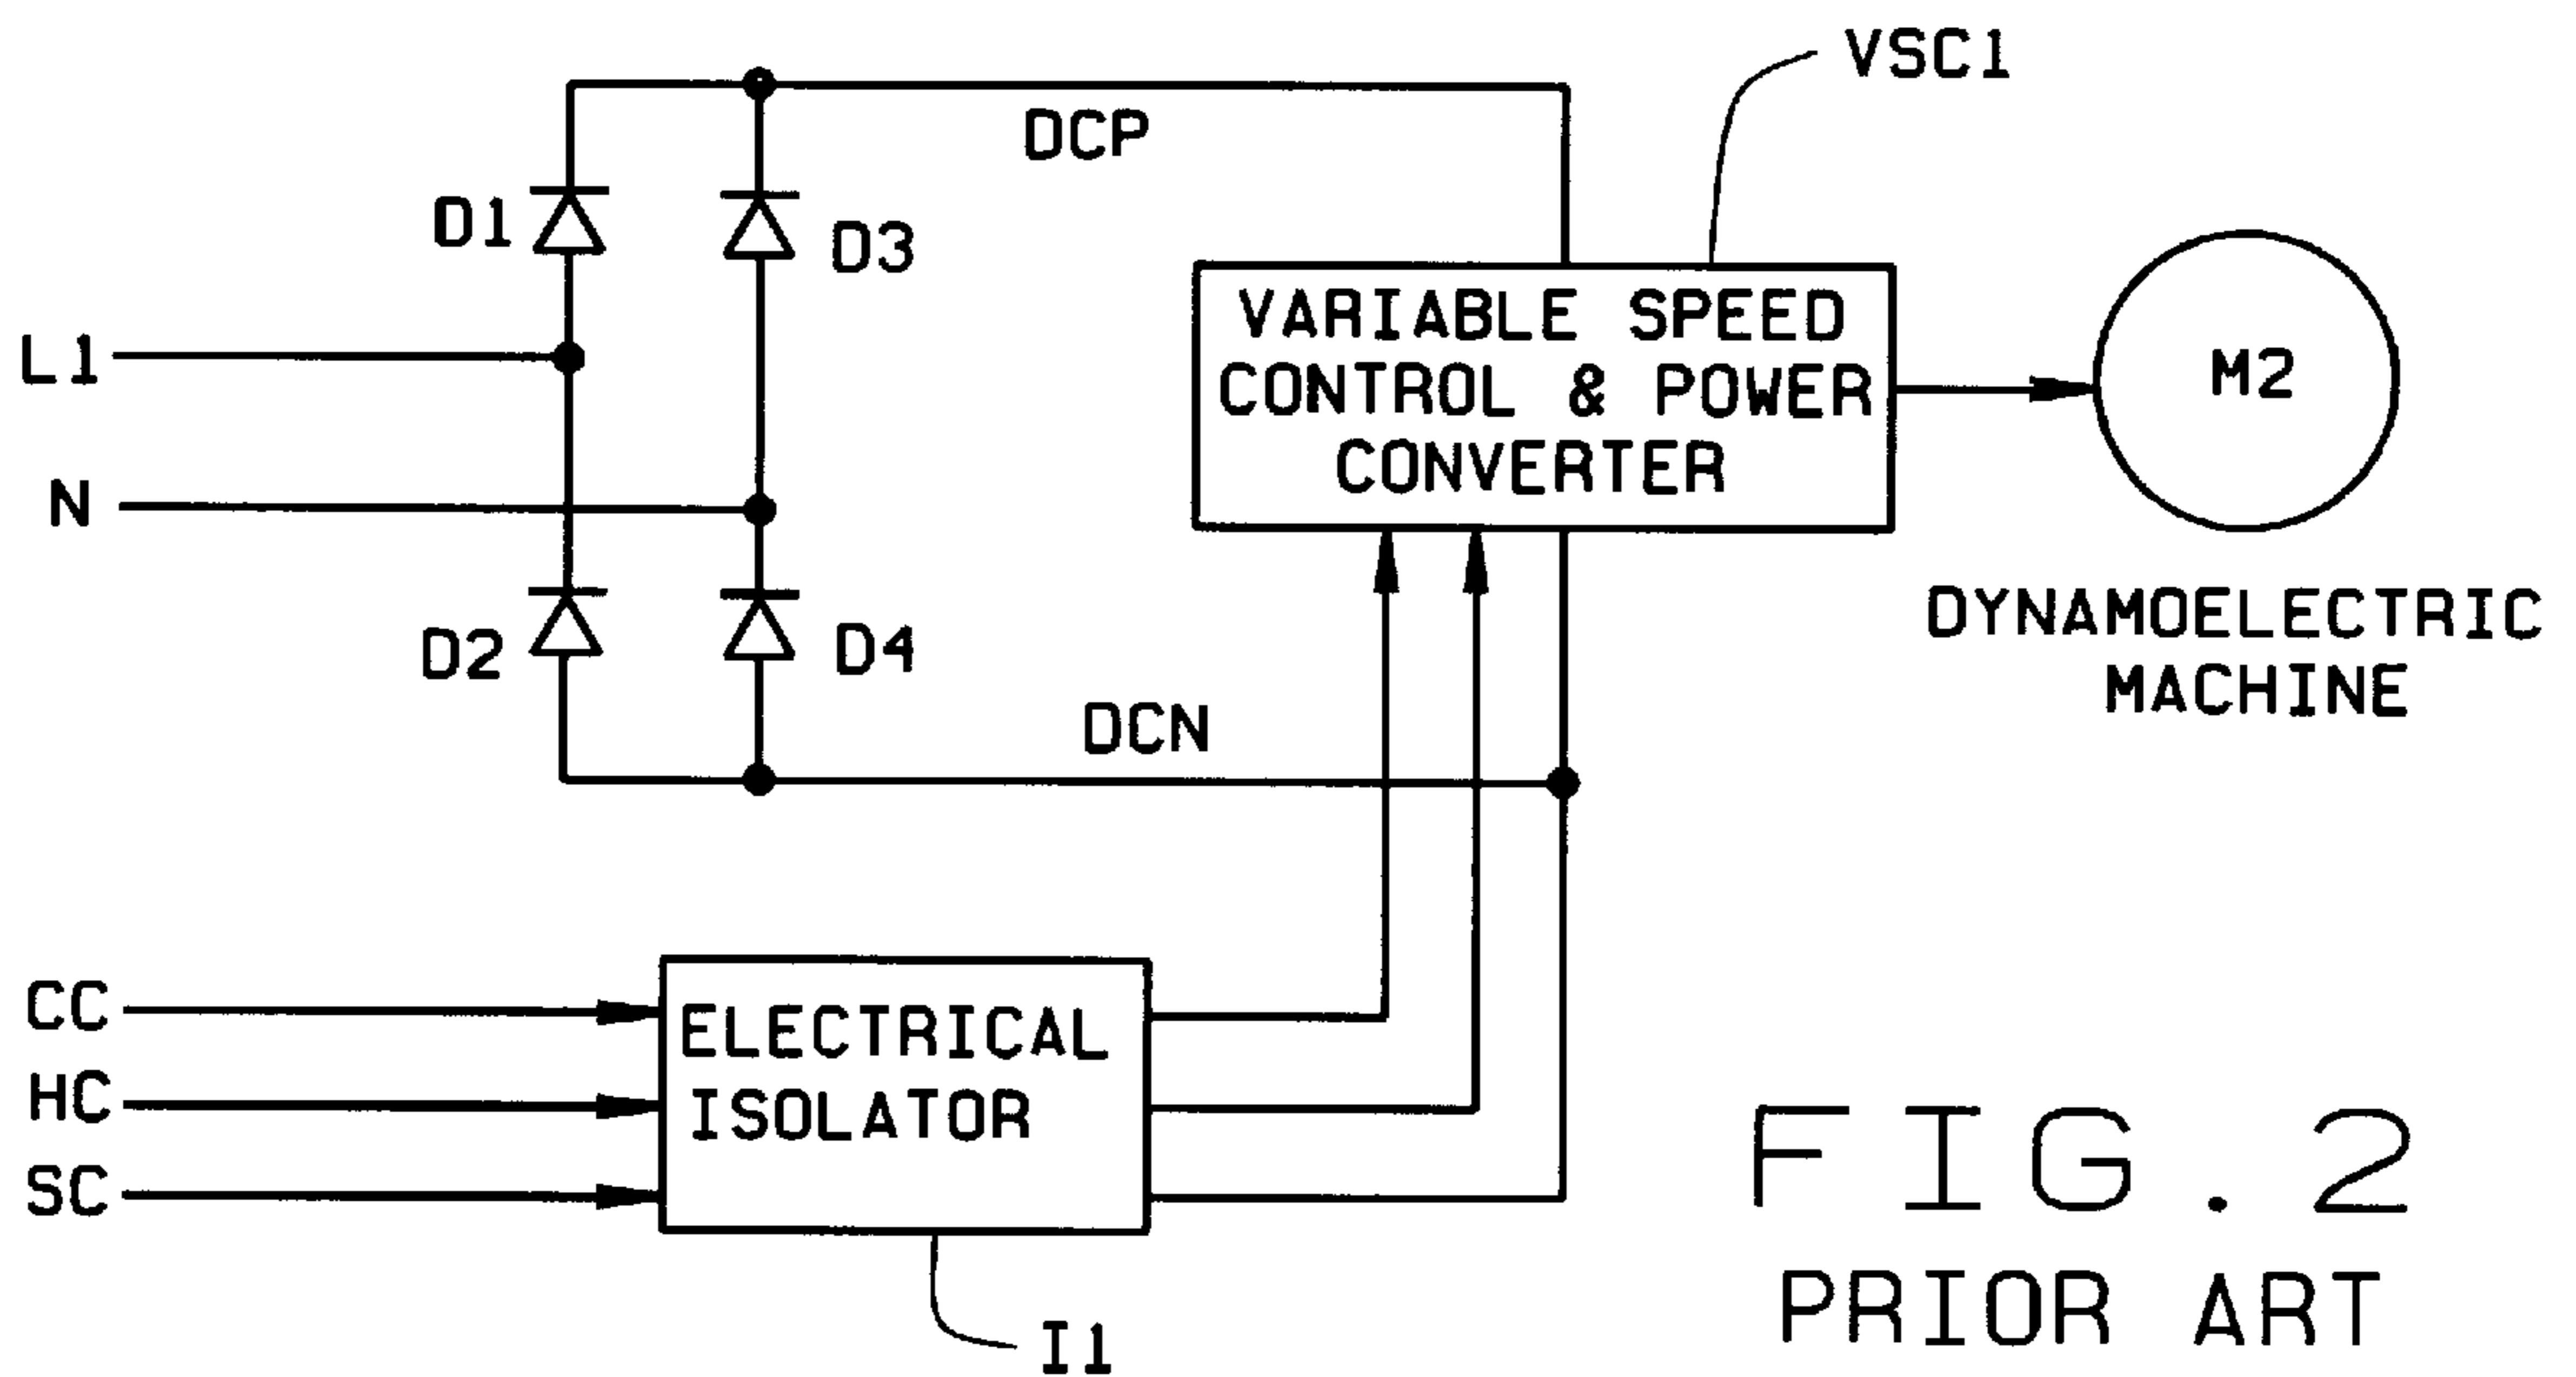 VSC1
DCP
D1
D3
L1
VARIABLE SPEED
CONTROL & POWER
CONVERTER
M2
N
DYNAMOELECTRIC
MACHINE
D2
D4
DCN
CC
HC
SC
ELECTRICAL
ISOLATOR
I1
FIG.2
PRIOR ART